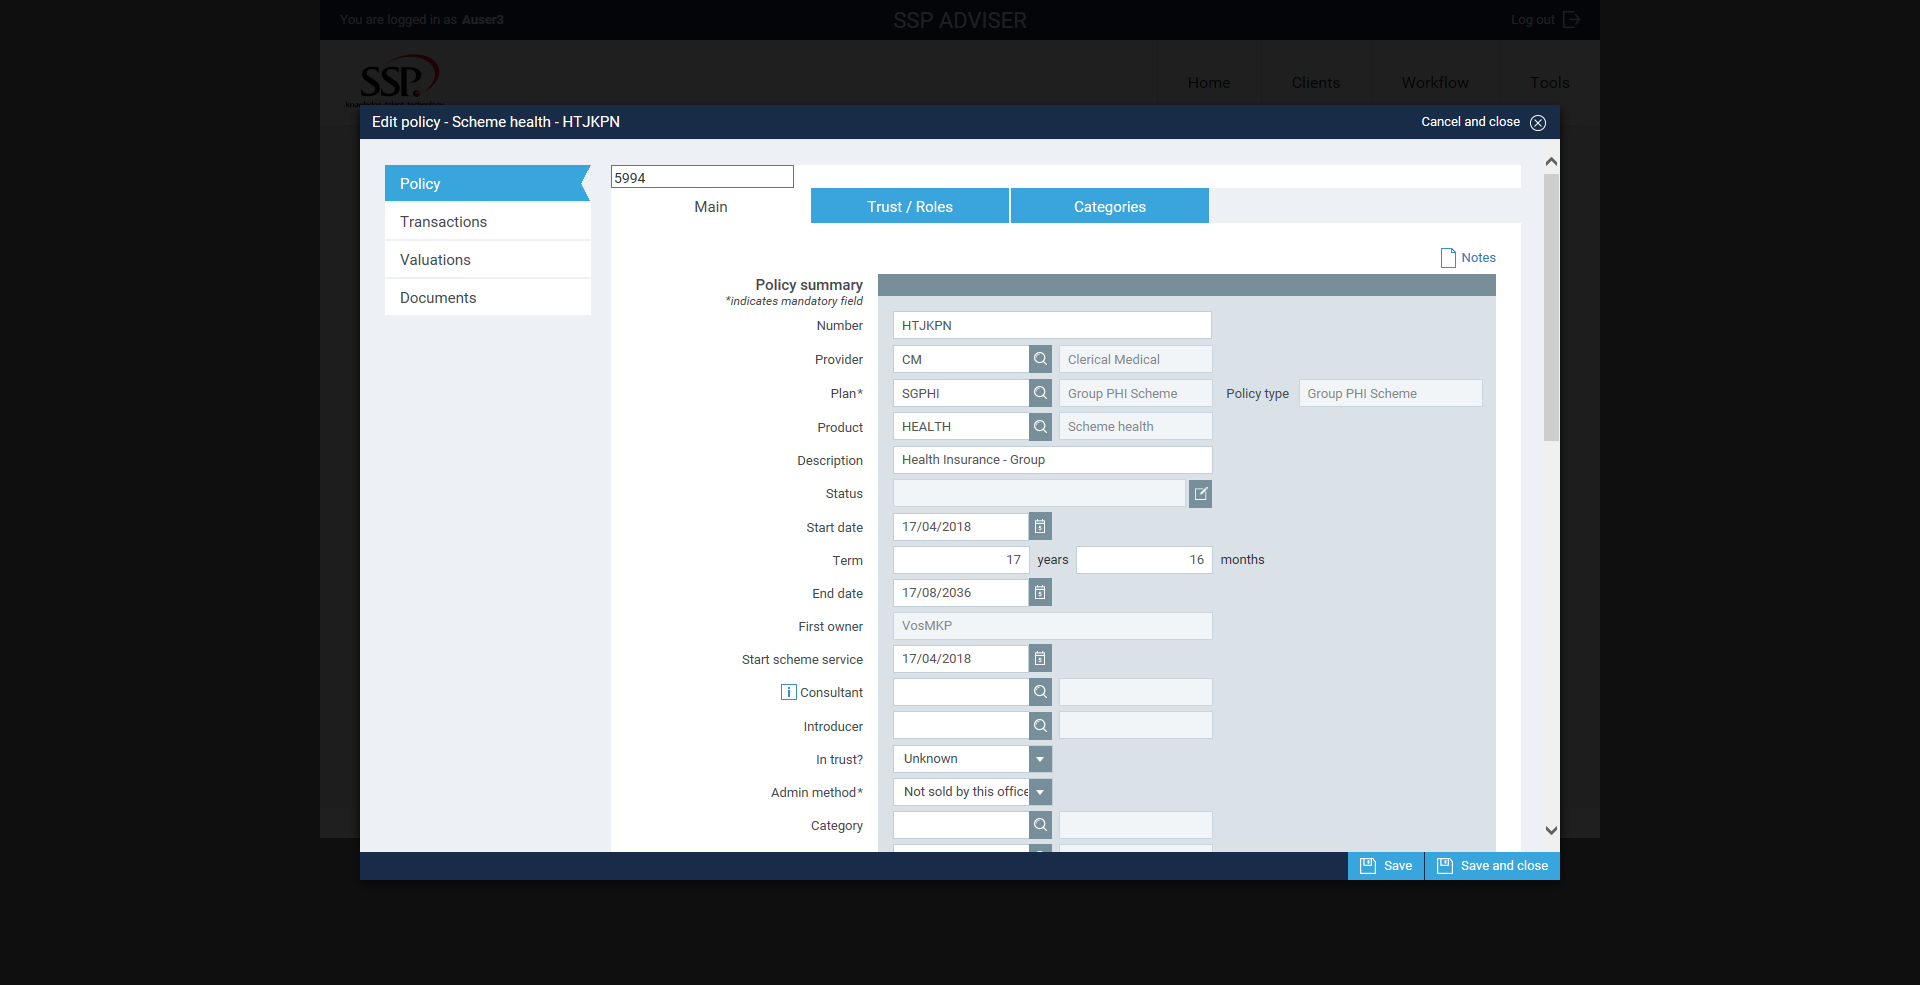 You are logged in as Auser3
SSP ADVISER
Log out
SSP
Home
Clients
Workflow
Tools
Edit policy - Scheme health - HTJKPN
Cancel and close
Policy
Transactions
Valuations
Documents
5994
Main
Trust / Roles
Categories
Notes
Policy summary
*indicates mandatory field
Number HTJKPN
Provider CM Clerical Medical
Plan* SGPHI Group PHI Scheme Policy type Group PHI Scheme
Product HEALTH Scheme health
Description Health Insurance - Group
Status
Start date 17/04/2018
Term 17 years 16 months
End date 17/08/2036
First owner VosMKP
Start scheme service 17/04/2018
i Consultant
Introducer
In trust? Unknown
Admin method* Not sold by this office
Category
Save
Save and close